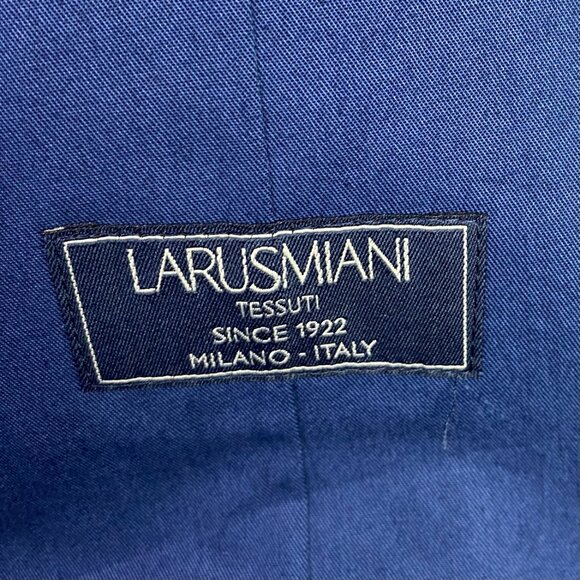 LARUSMIANI
TESSUTI
SINCE 1922
MILANO - ITALY